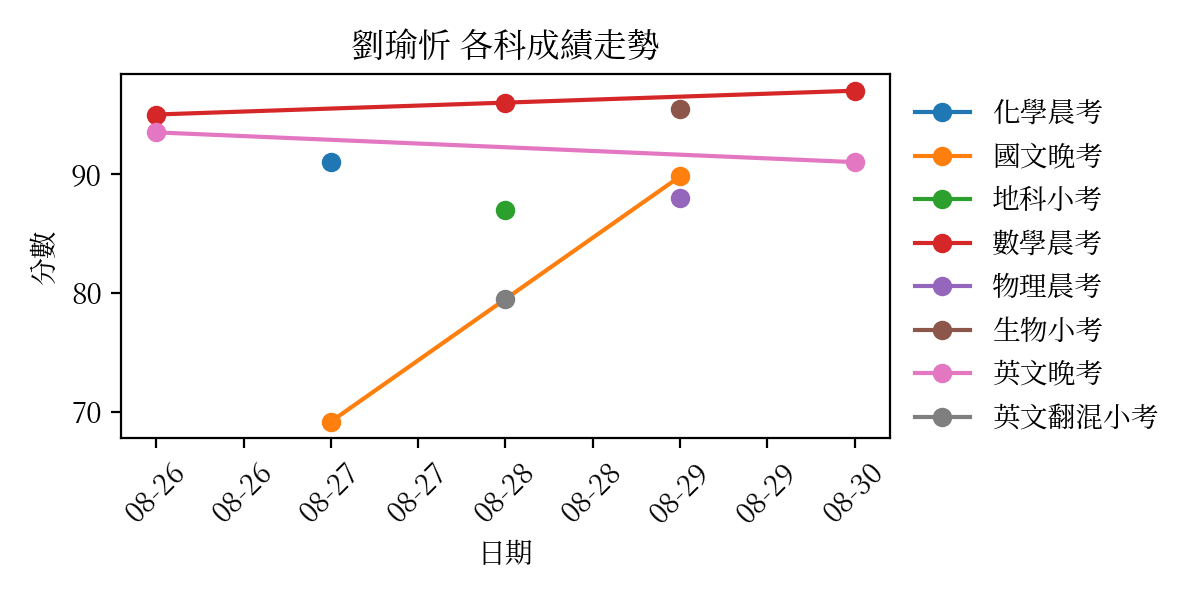 劉瑜忻 各科成績走勢
分數
90
80
70
08-26
08-26
08-27
08-27
08-28
08-28
08-29
08-29
08-30
日期
化學晨考
國文晚考
地科小考
數學晨考
物理晨考
生物小考
英文晚考
英文翻混小考